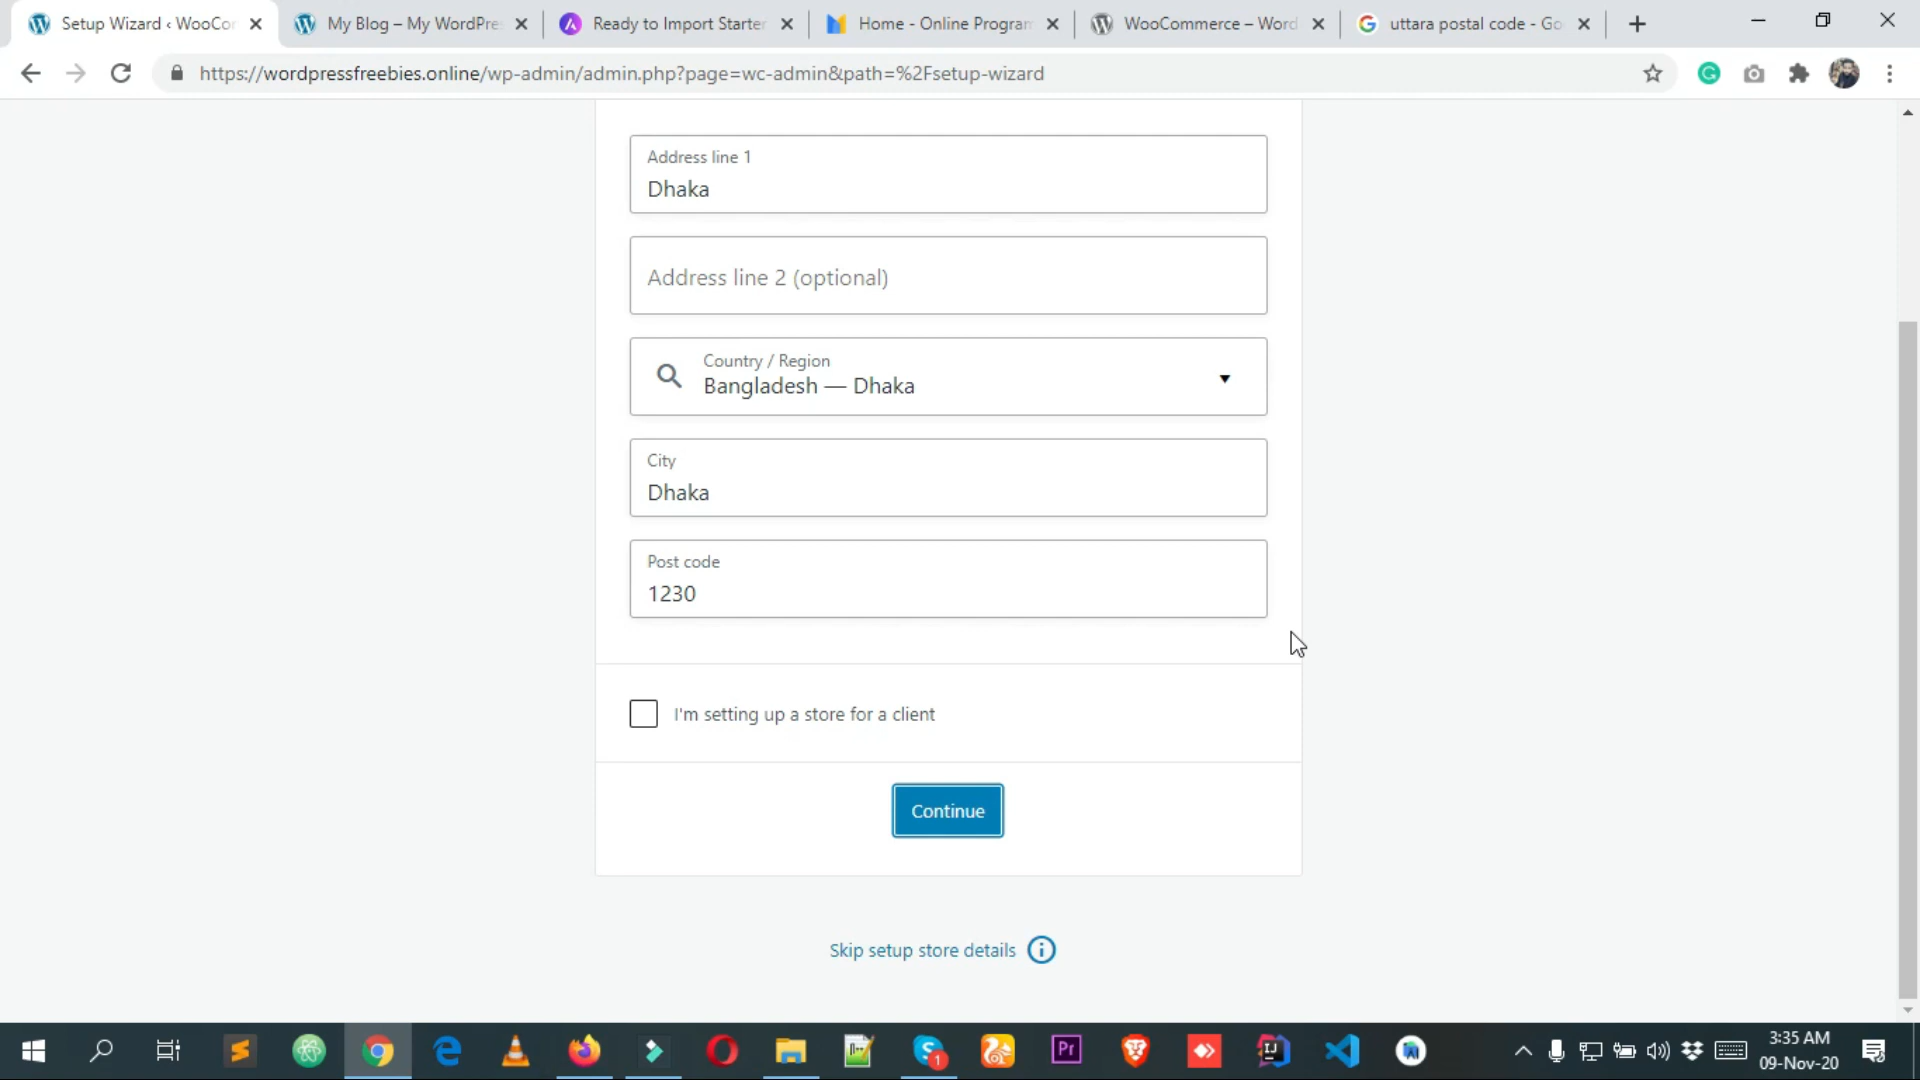 Setup Wizard ‹ WooCor
My Blog – My WordPre
Ready to Import Starter
Home - Online Program
WooCommerce – Word
uttara postal code - Go
https://wordpressfreebies.online/wp-admin/admin.php?page=wc-admin&path=%2Fsetup-wizard
Address line 1
Dhaka
Address line 2 (optional)
Country / Region
Bangladesh — Dhaka
City
Dhaka
Post code
1230
I'm setting up a store for a client
Continue
Skip setup store details
3:35 AM
09-Nov-20